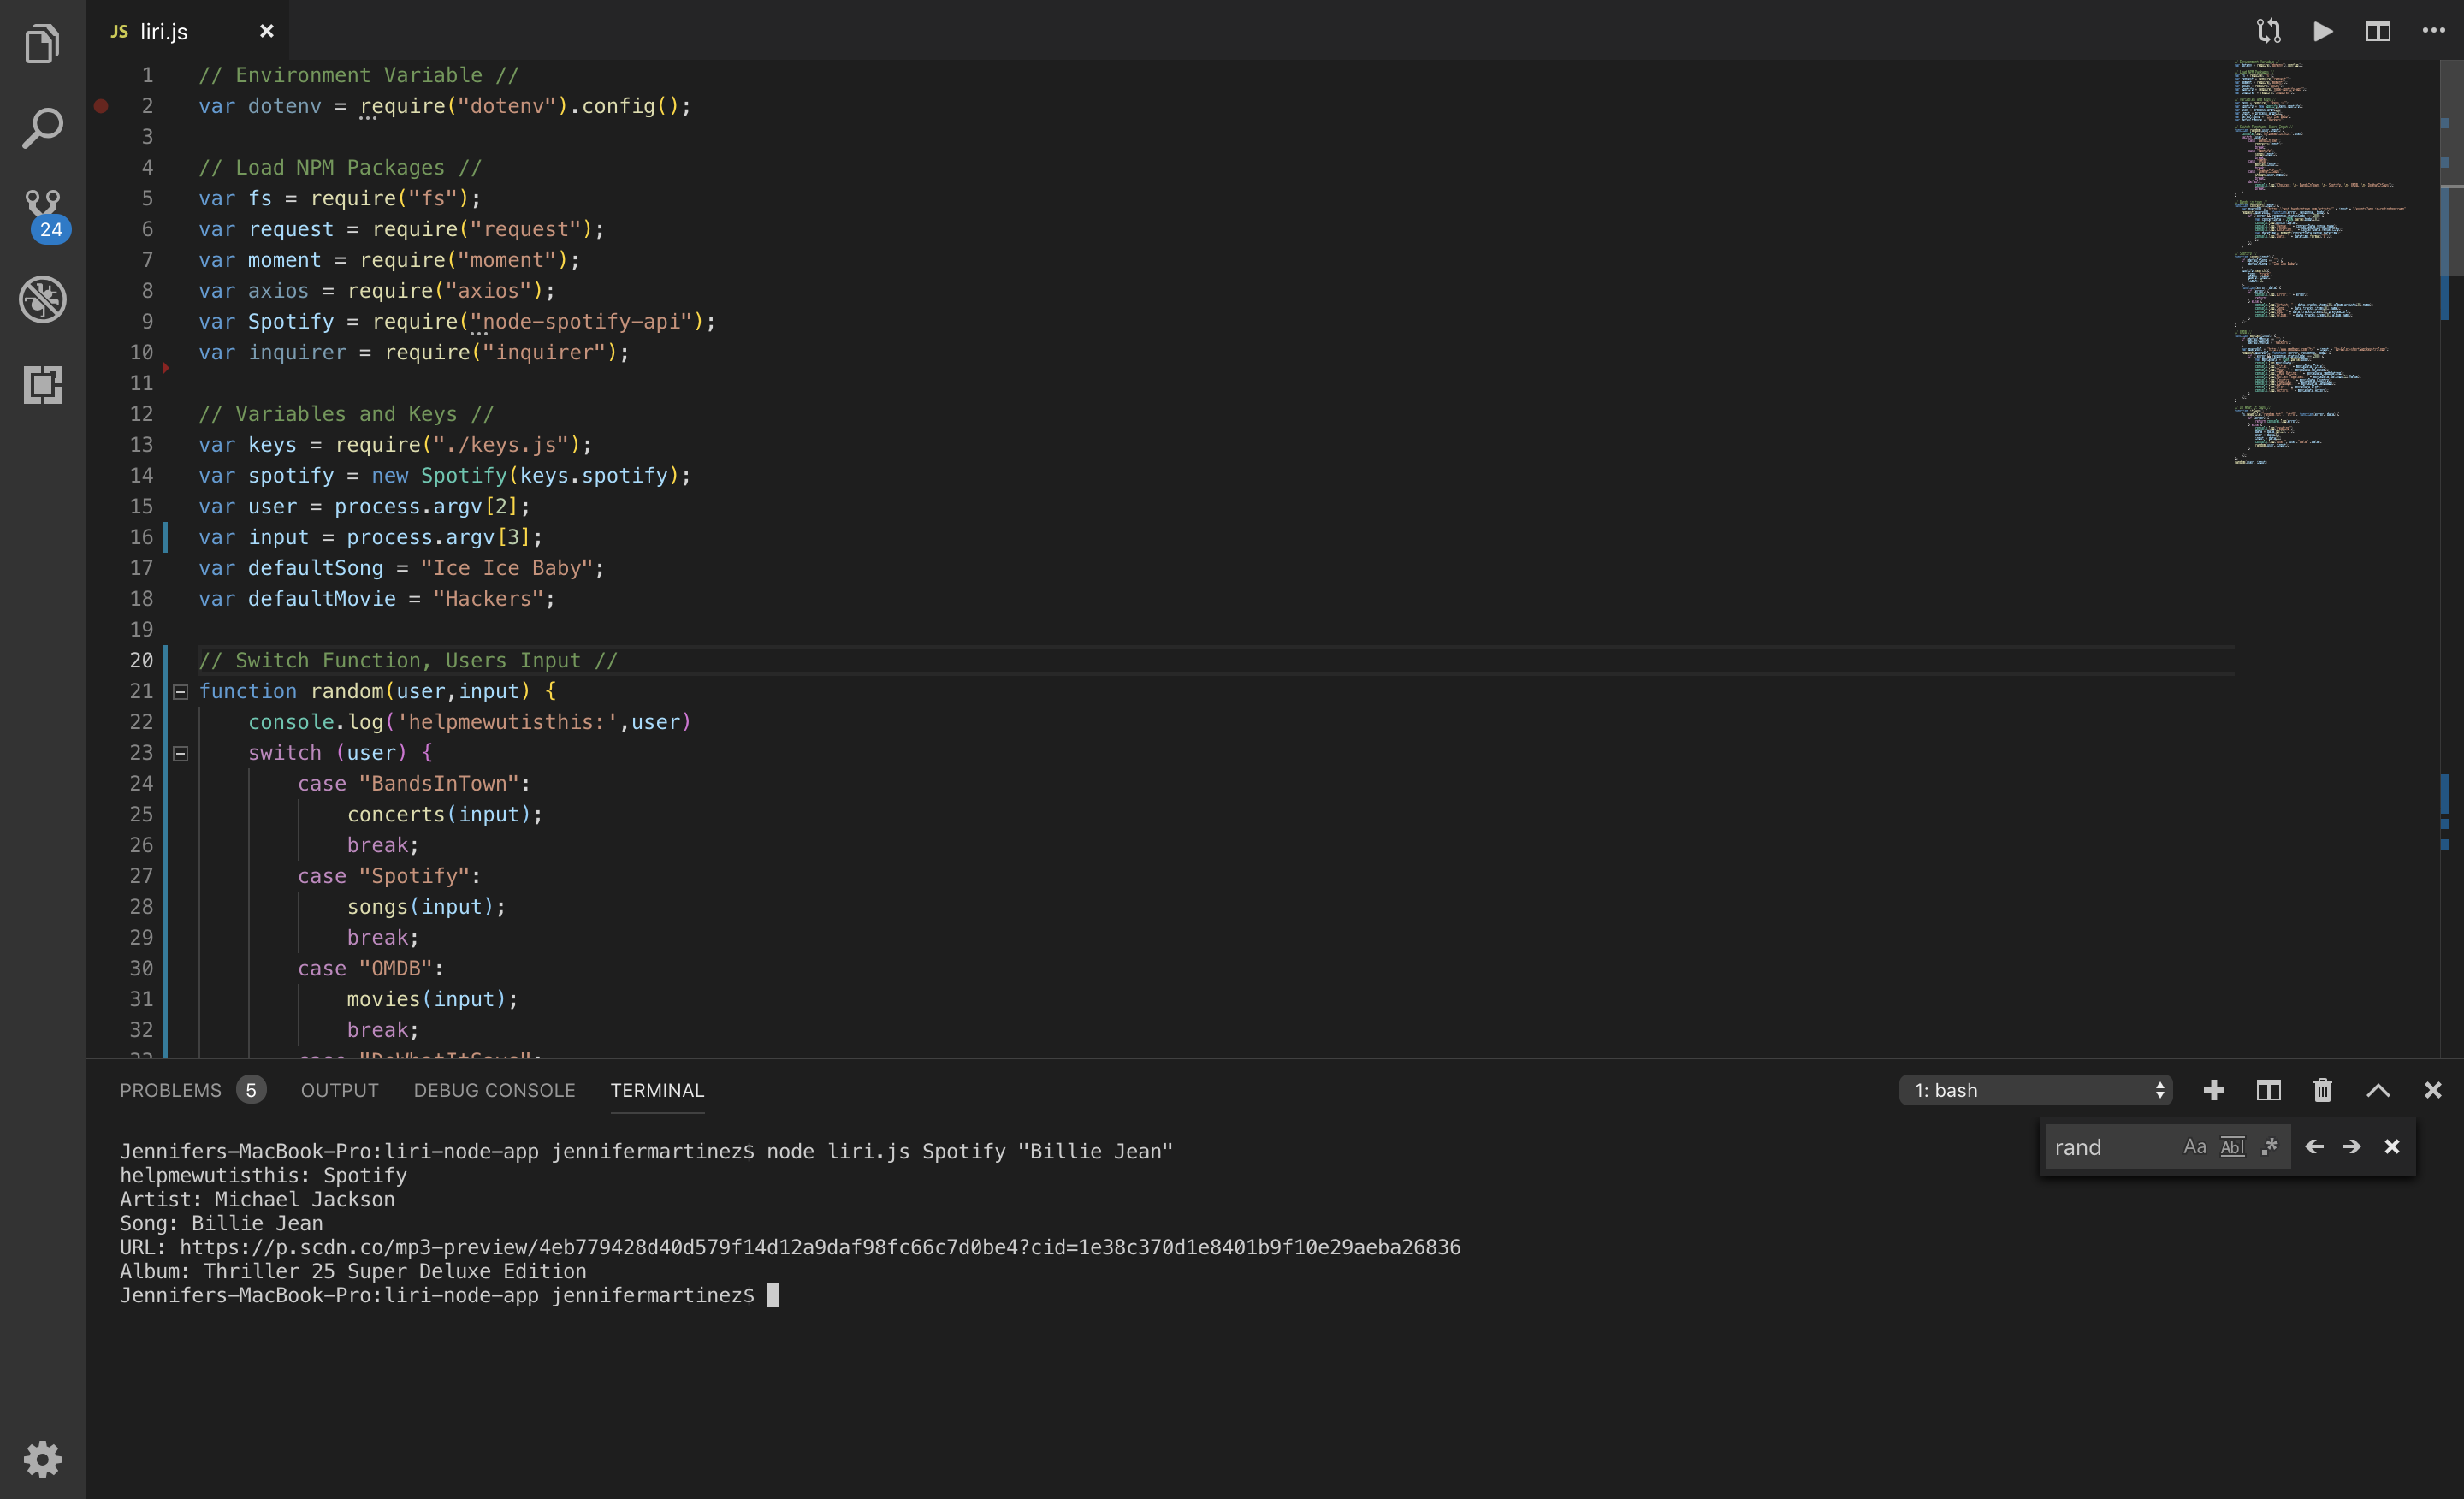 JS liri.js
1 // Environment Variable //
2 var dotenv = require("dotenv").config();
3
4 // Load NPM Packages //
5 var fs = require("fs");
6 var request = require("request");
7 var moment = require("moment");
8 var axios = require("axios");
9 var Spotify = require("node-spotify-api");
10 var inquirer = require("inquirer");
11
12 // Variables and Keys //
13 var keys = require("./keys.js");
14 var spotify = new Spotify(keys.spotify);
15 var user = process.argv[2];
16 var input = process.argv[3];
17 var defaultSong = "Ice Ice Baby";
18 var defaultMovie = "Hackers";
19
20 // Switch Function, Users Input //
21 function random(user,input) {
22 console.log('helpmewutisthis:',user)
23 switch (user) {
24 case "BandsInTown":
25 concerts(input);
26 break;
27 case "Spotify":
28 songs(input);
29 break;
30 case "OMDB":
31 movies(input);
32 break;
33 case "DoWhatItSays":
24
PROBLEMS 5 OUTPUT DEBUG CONSOLE TERMINAL 1: bash
rand Aa Abl .*
Jennifers-MacBook-Pro:liri-node-app jennifermartinez$ node liri.js Spotify "Billie Jean"
helpmewutisthis: Spotify
Artist: Michael Jackson
Song: Billie Jean
URL: https://p.scdn.co/mp3-preview/4eb779428d40d579f14d12a9daf98fc66c7d0be4?cid=1e38c370d1e8401b9f10e29aeba26836
Album: Thriller 25 Super Deluxe Edition
Jennifers-MacBook-Pro:liri-node-app jennifermartinez$